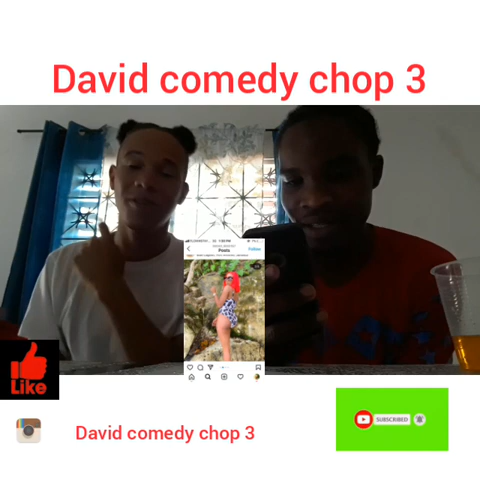 David comedy chop 3
Posts
Follow
Like
David comedy chop 3
SUBSCRIBED